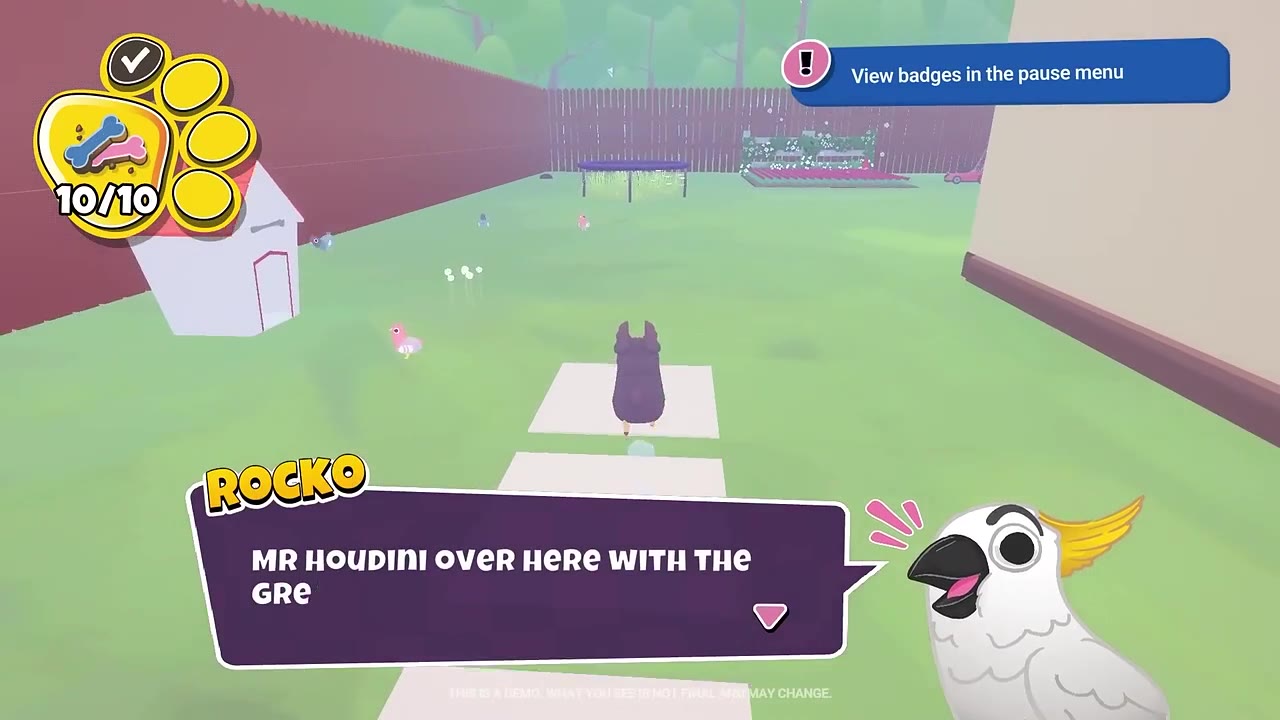 View badges in the pause menu
10/10
ROCKO
MR HOUDINI OVER HERE WITH THE
GRE
THIS IS A DEMO. WHAT YOU SEE IS NOT FINAL AND MAY CHANGE.